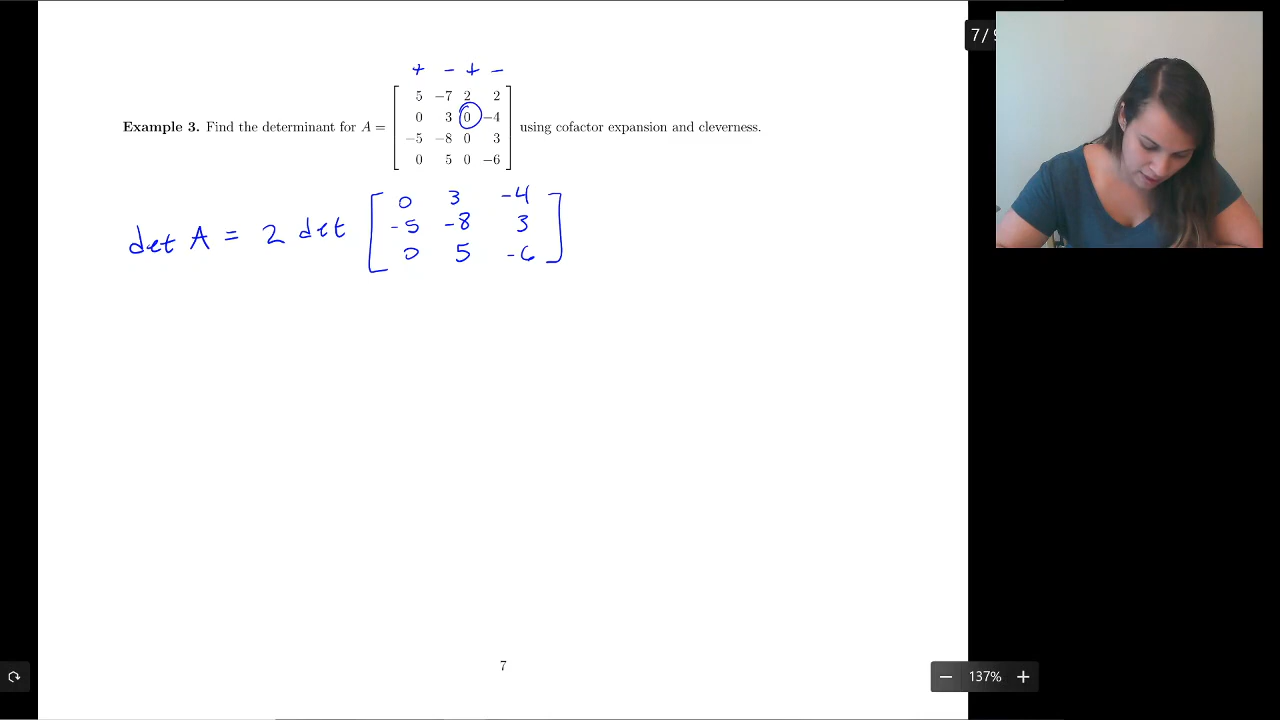 7 / 9
+ − + −
5 −7 2 2
Example 3. Find the determinant for A = 0 3 0 −4 using cofactor expansion and cleverness.
−5 −8 0 3
0 5 0 −6
0 3 -4
det A = 2 det -5 -8 3
0 5 -6
7
− 137% +